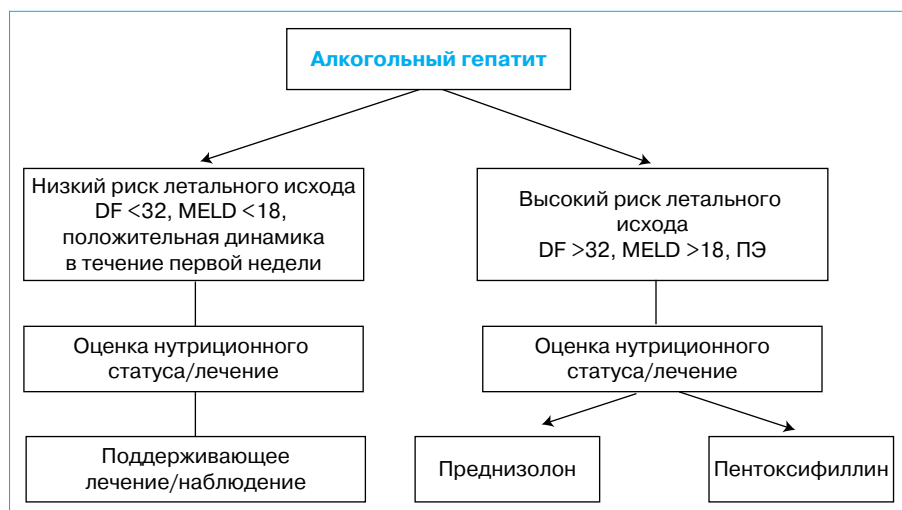 Алкогольный гепатит
Низкий риск летального исхода
DF <32, MELD <18,
положительная динамика
в течение первой недели
Высокий риск летального
исхода
DF >32, MELD >18, ПЭ
Оценка нутриционного
статуса/лечение
Оценка нутриционного
статуса/лечение
Поддерживающее
лечение/наблюдение
Преднизолон
Пентоксифиллин